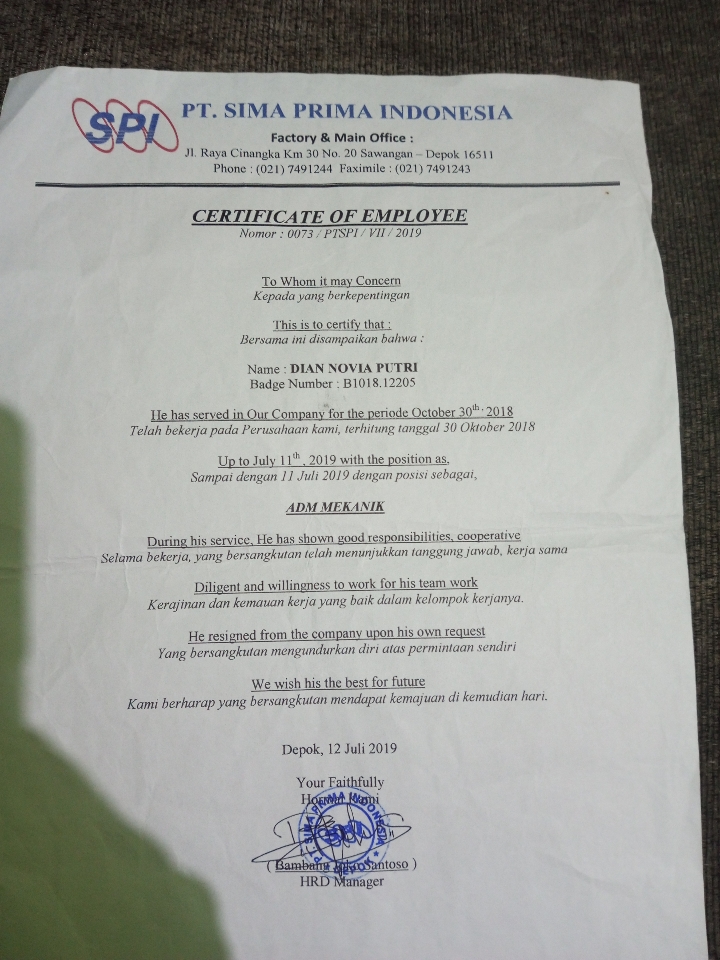 SPI
PT. SIMA PRIMA INDONESIA
Factory & Main Office :
Jl. Raya Cinangka Km 30 No. 20 Sawangan – Depok 16511
Phone : (021) 7491244 Faximile : (021) 7491243
CERTIFICATE OF EMPLOYEE
Nomor : 0073 / PTSPI / VII / 2019
To Whom it may Concern
Kepada yang berkepentingan
This is to certify that :
Bersama ini disampaikan bahwa :
Name : DIAN NOVIA PUTRI
Badge Number : B1018.12205
He has served in Our Company for the periode October 30th, 2018
Telah bekerja pada Perusahaan kami, terhitung tanggal 30 Oktober 2018
Up to July 11th , 2019 with the position as,
Sampai dengan 11 Juli 2019 dengan posisi sebagai,
ADM MEKANIK
During his service, He has shown good responsibilities, cooperative
Selama bekerja, yang bersangkutan telah menunjukkan tanggung jawab, kerja sama
Diligent and willingness to work for his team work
Kerajinan dan kemauan kerja yang baik dalam kelompok kerjanya.
He resigned from the company upon his own request
Yang bersangkutan mengundurkan diri atas permintaan sendiri
We wish his the best for future
Kami berharap yang bersangkutan mendapat kemajuan di kemudian hari.
Depok, 12 Juli 2019
Your Faithfully
PT. SIMA PRIMA INDONESIA
DEPOK
( Bambang Santoso )
HRD Manager